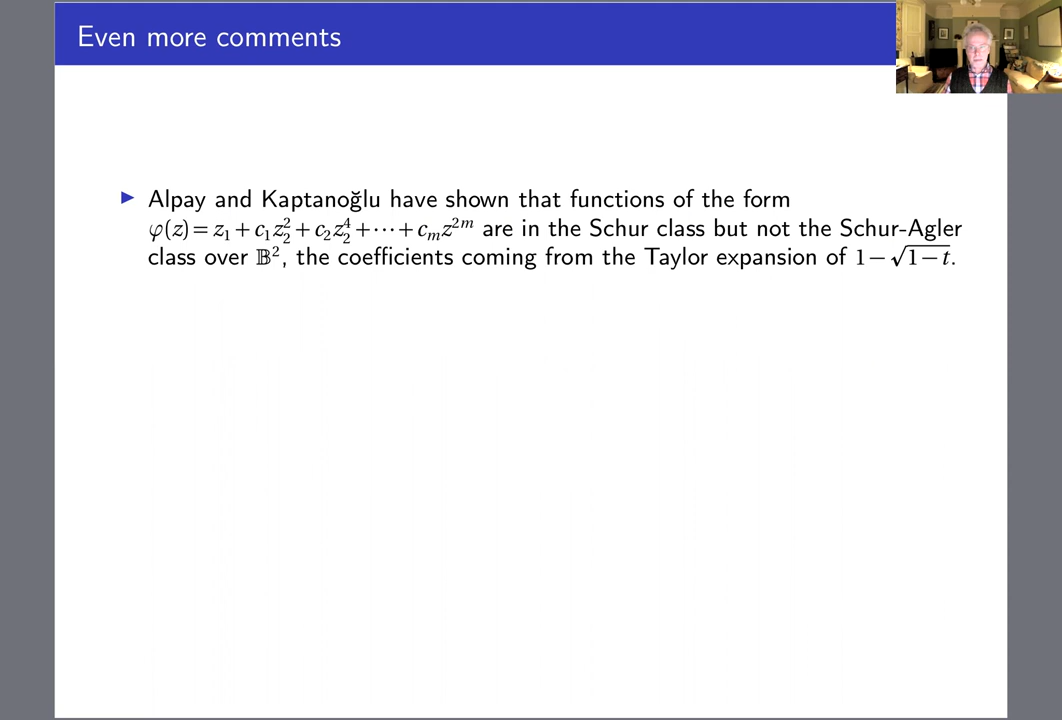 Even more comments
▶ Alpay and Kaptanoğlu have shown that functions of the form
φ(z) = z₁ + c₁z₂² + c₂z₂⁴ + ⋯ + cₘz²ᵐ are in the Schur class but not the Schur-Agler
class over 𝔹², the coefficients coming from the Taylor expansion of 1 − √(1 − t).